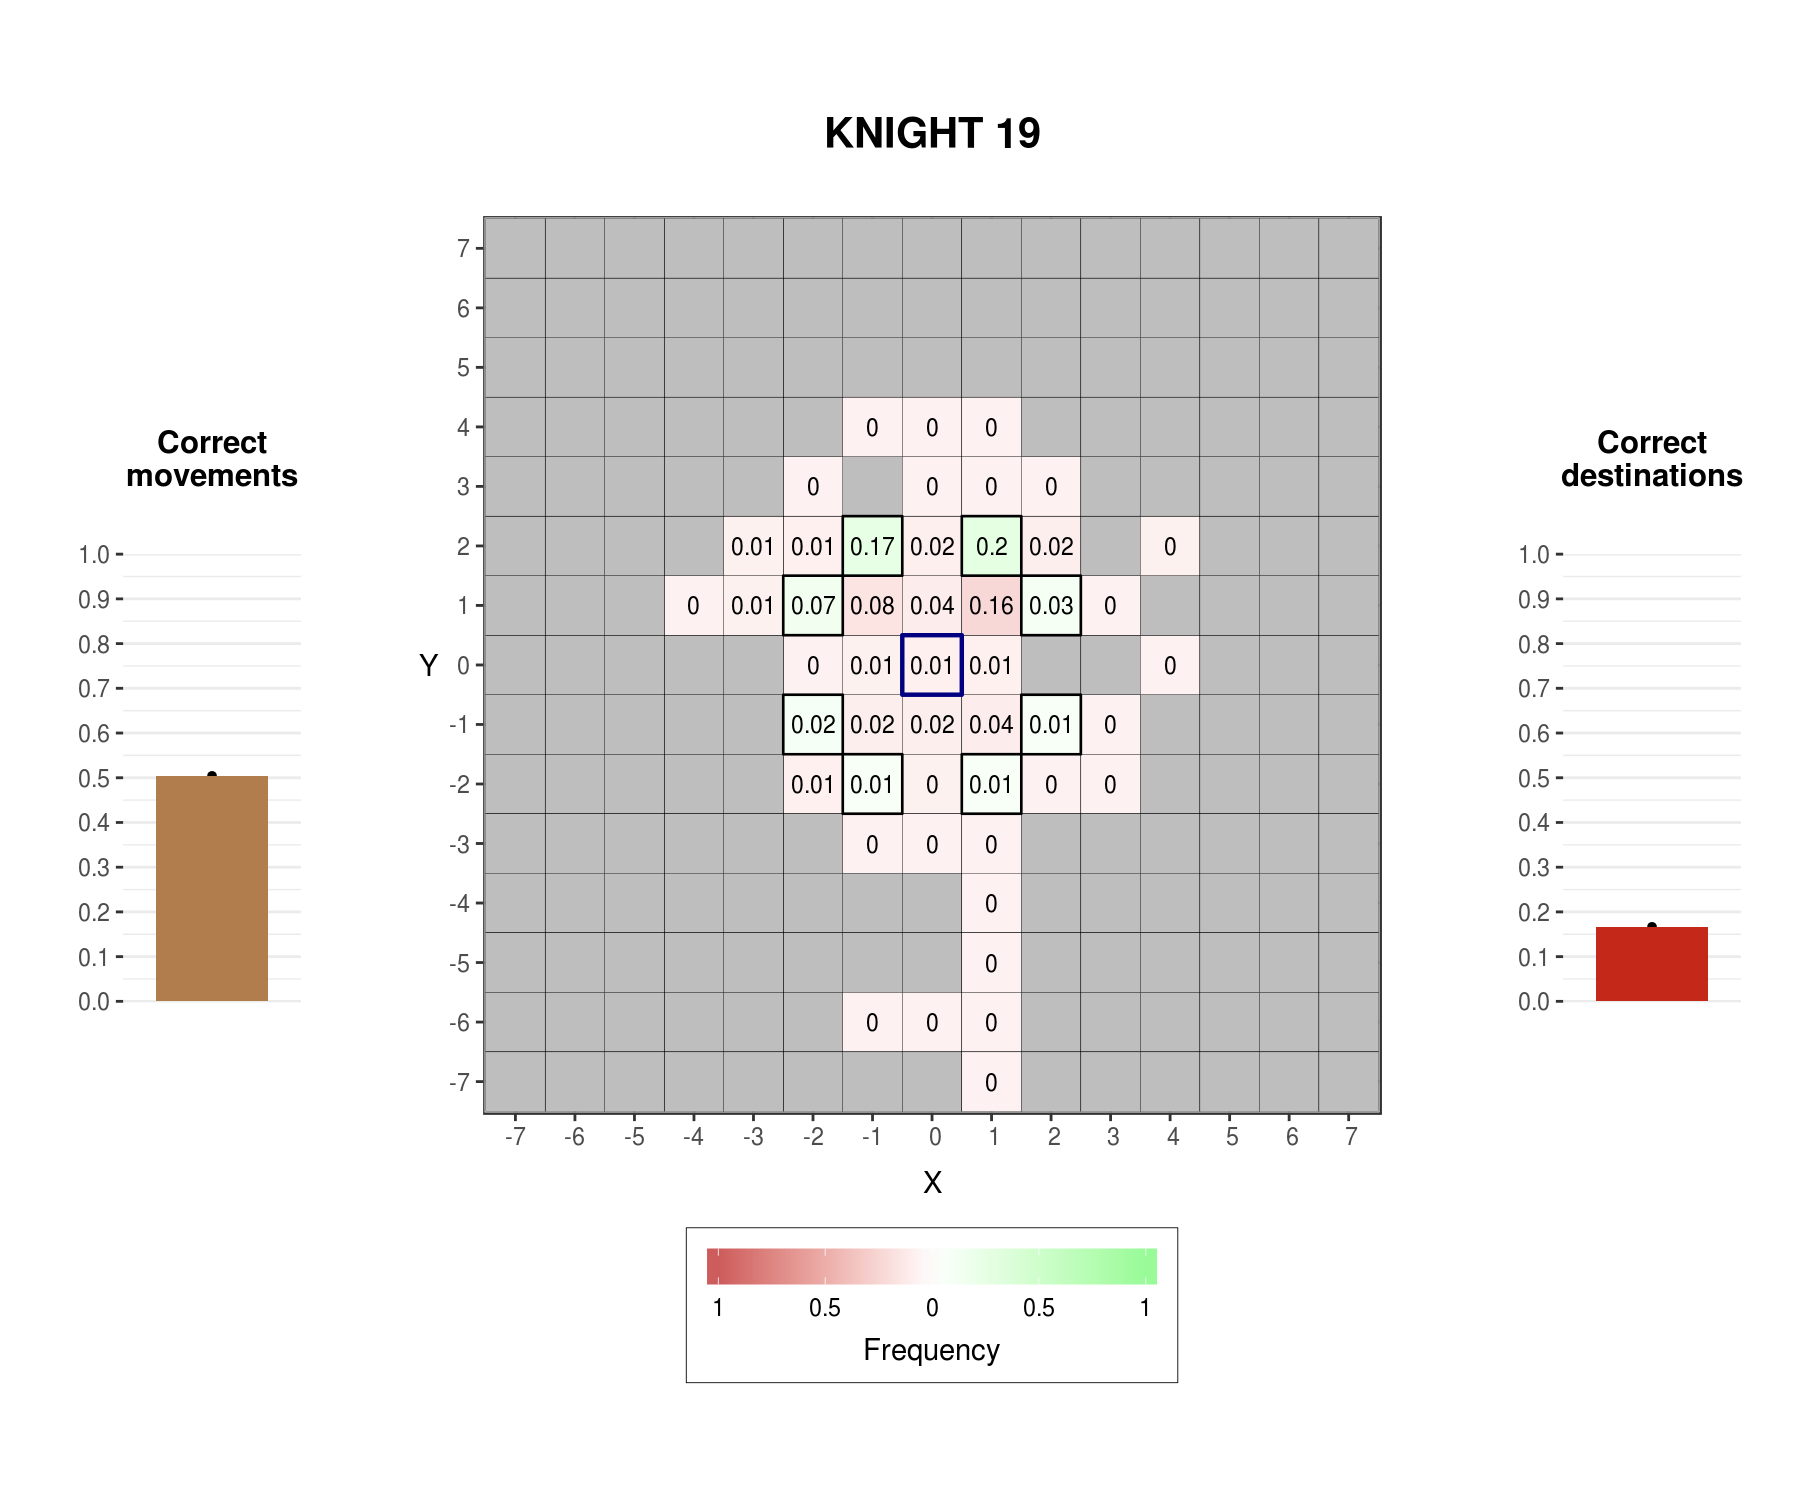 KNIGHT 19
Correct
movements
1.0
0.9
0.8
0.7
0.6
0.5
0.4
0.3
0.2
0.1
0.0
Y
7
6
5
4 0 0 0
3 0 0 0 0
2 0.01 0.01 0.17 0.02 0.2 0.02 0
1 0 0.01 0.07 0.08 0.04 0.16 0.03 0
0 0 0.01 0.01 0.01 0
-1 0.02 0.02 0.02 0.04 0.01 0
-2 0.01 0.01 0 0.01 0 0
-3 0 0 0
-4 0
-5 0
-6 0 0 0
-7 0
-7 -6 -5 -4 -3 -2 -1 0 1 2 3 4 5 6 7
X
1 0.5 0 0.5 1
Frequency
Correct
destinations
1.0
0.9
0.8
0.7
0.6
0.5
0.4
0.3
0.2
0.1
0.0